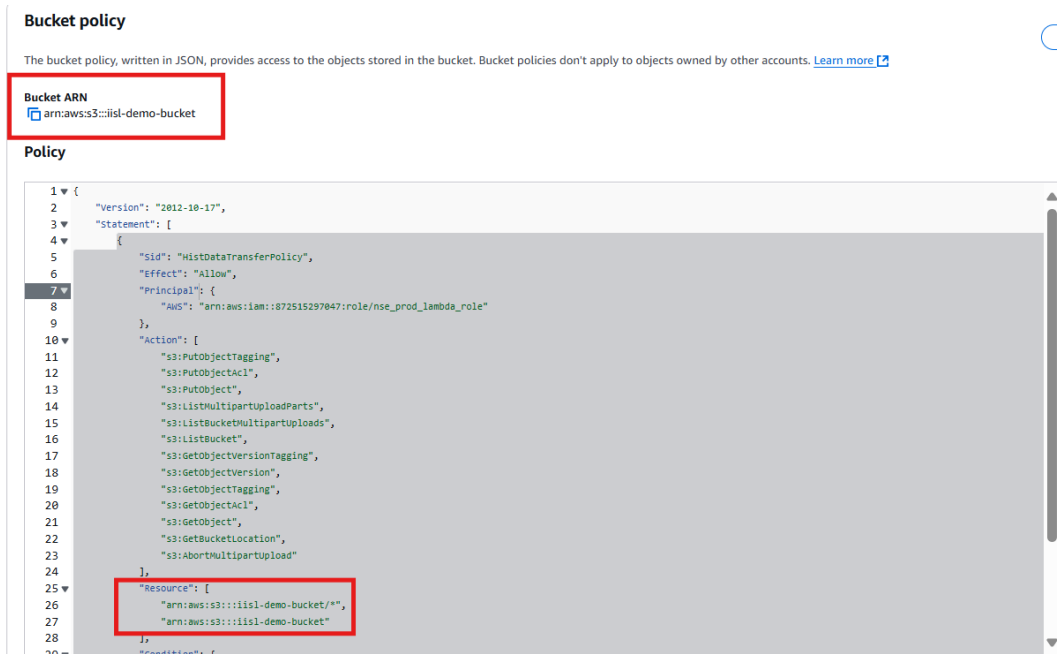 Bucket policy
The bucket policy, written in JSON, provides access to the objects stored in the bucket. Bucket policies don't apply to objects owned by other accounts. Learn more
Bucket ARN
arn:aws:s3:::iisl-demo-bucket
Policy
1 {
2 "Version": "2012-10-17",
3 "Statement": [
4 {
5 "Sid": "HistDataTransferPolicy",
6 "Effect": "Allow",
7 "Principal": {
8 "AWS": "arn:aws:iam::872515297047:role/nse_prod_lambda_role"
9 },
10 "Action": [
11 "s3:PutObjectTagging",
12 "s3:PutObjectAcl",
13 "s3:PutObject",
14 "s3:ListMultipartUploadParts",
15 "s3:ListBucketMultipartUploads",
16 "s3:ListBucket",
17 "s3:GetObjectVersionTagging",
18 "s3:GetObjectVersion",
19 "s3:GetObjectTagging",
20 "s3:GetObjectAcl",
21 "s3:GetObject",
22 "s3:GetBucketLocation",
23 "s3:AbortMultipartUpload"
24 ],
25 "Resource": [
26 "arn:aws:s3:::iisl-demo-bucket/*",
27 "arn:aws:s3:::iisl-demo-bucket"
28 ],
29 "Condition": {